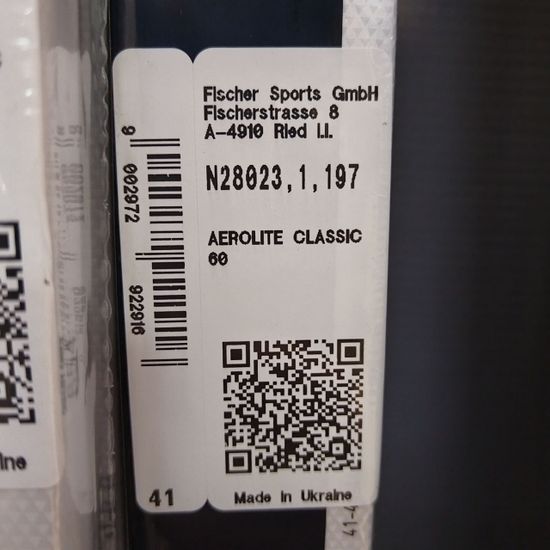 Fischer Sports GmbH
Fischerstrasse 8
A-4910 Ried i.I.
N28023,1,197
AEROLITE CLASSIC
60
9 002972 922916
41
Made in Ukraine